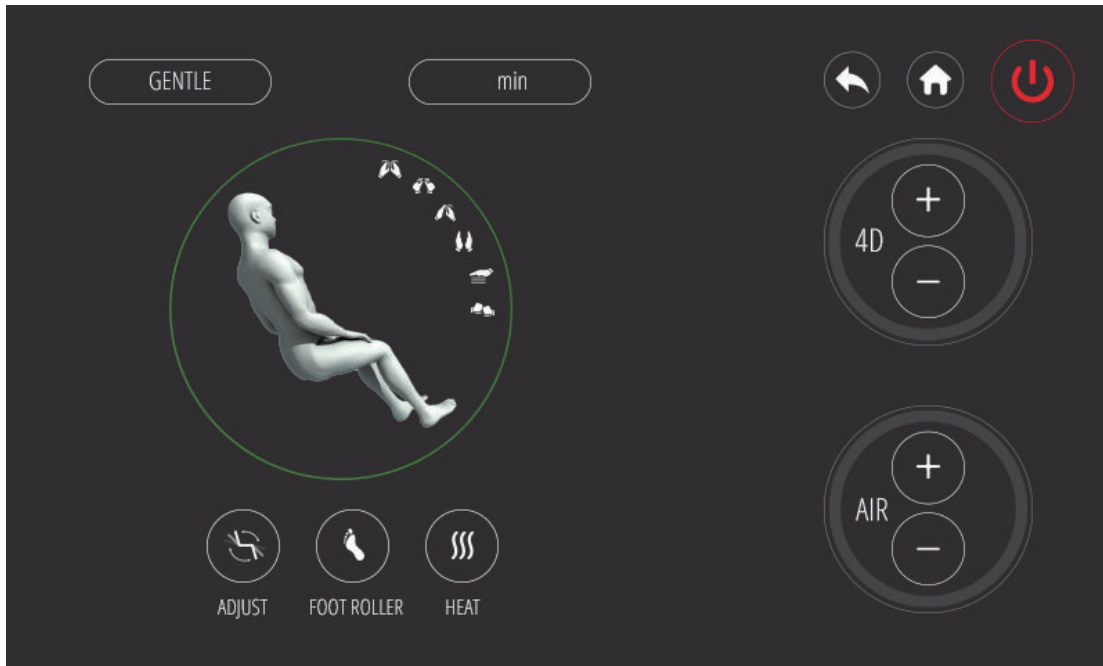 GENTLE
min
4D
+
−
AIR
+
−
ADJUST
FOOT ROLLER
HEAT